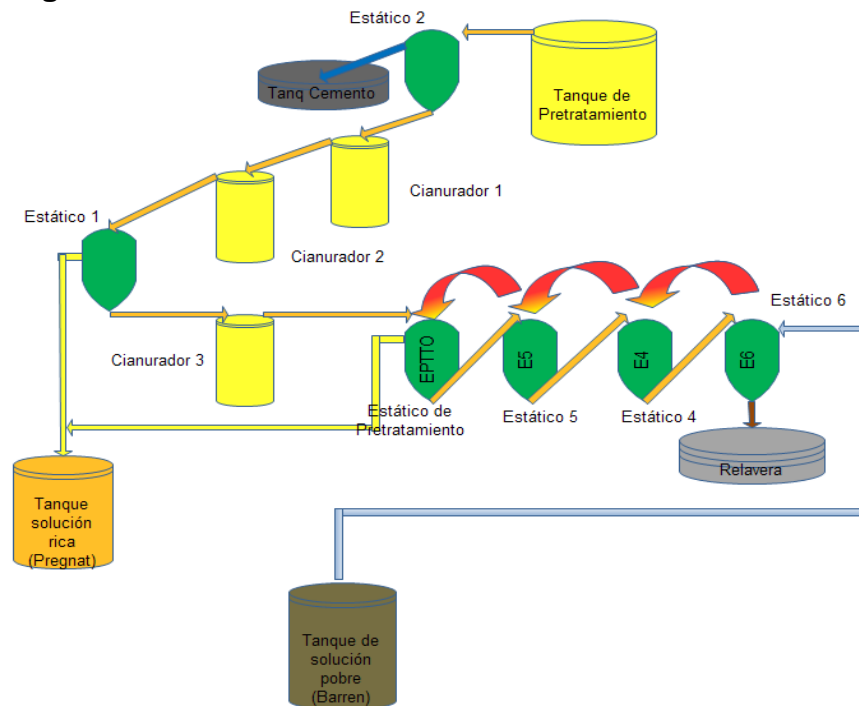 Estático 2
Tanq Cemento
Tanque de
Pretratamiento
Cianurador 1
Estático 1
Cianurador 2
Estático 6
Cianurador 3
EPTTO
E5
E4
E6
Estático de
Pretratamiento
Estático 5
Estático 4
Relavera
Tanque
solución
rica
(Pregnat)
Tanque de
solución
pobre
(Barren)